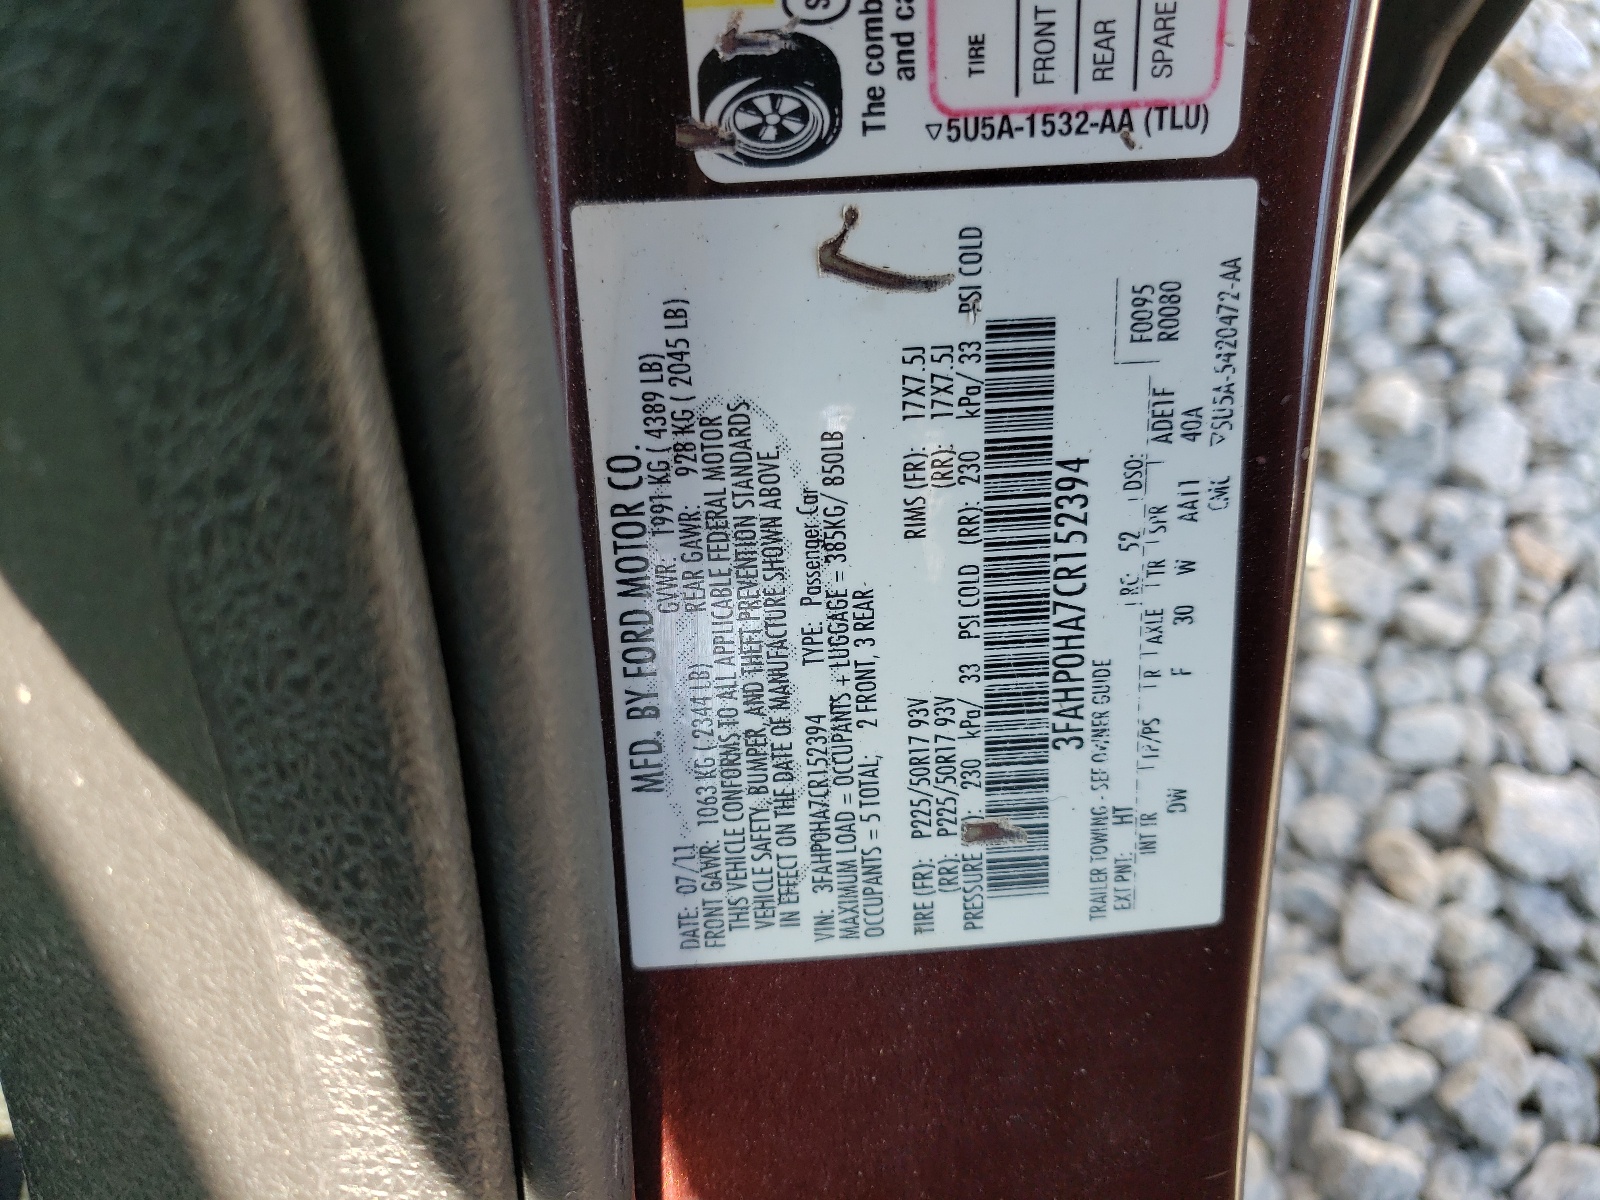 The comb
and ca
TIRE
FRONT
REAR
SPARE
▽5U5A-1532-AA (TLU)
MFD. BY FORD MOTOR CO.
DATE: 07/11 GVWR: 1991 KG ( 4389 LB)
FRONT GAWR: 1063 KG ( 2344 LB) REAR GAWR: 928 KG ( 2045 LB)
THIS VEHICLE CONFORMS TO ALL APPLICABLE FEDERAL MOTOR
VEHICLE SAFETY, BUMPER, AND THEFT PREVENTION STANDARDS
IN EFFECT ON THE DATE OF MANUFACTURE SHOWN ABOVE.
VIN: 3FAHP0HA7CR152394 TYPE: Passenger Car
MAXIMUM LOAD = OCCUPANTS + LUGGAGE = 385KG/ 850LB
OCCUPANTS = 5 TOTAL, 2 FRONT, 3 REAR
TIRE (FR): P225/50R17 93V RIMS (FR): 17X7.5J
(RR): P225/50R17 93V (RR): 17X7.5J
PRESSURE 230 kPa/ 33 PSI COLD (RR): 230 kPa/ 33 PSI COLD
3FAHP0HA7CR152394
TRAILER TOWING - SEE OWNER GUIDE
EXT PNT: HT RC: 52 DSO: F0095
R0080
INT TR TP/PS R AXLE TR SPR ADE1F
DW F 30 W AA11 40A
CMC ▽5U5A-5420472-AA